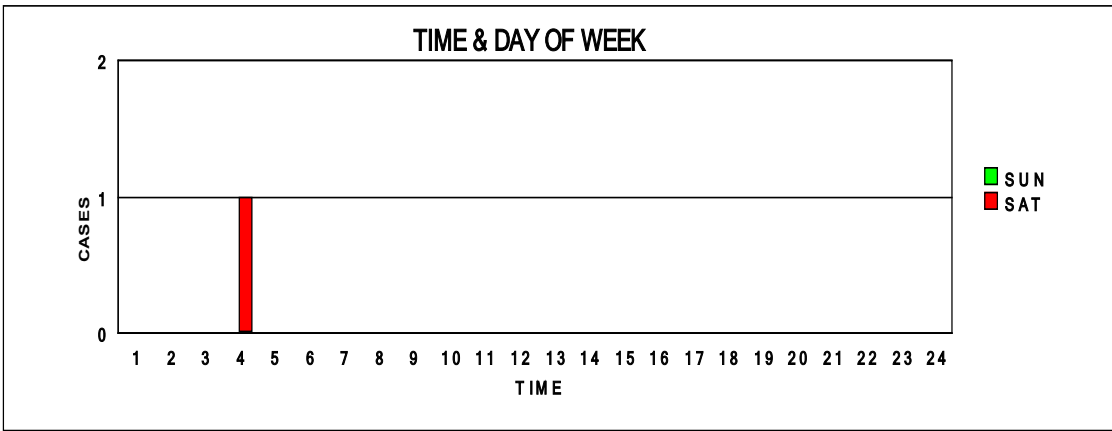 TIME & DAY OF WEEK
2
1
0
CASES
SUN
SAT
1 2 3 4 5 6 7 8 9 10 11 12 13 14 15 16 17 18 19 20 21 22 23 24
TIME